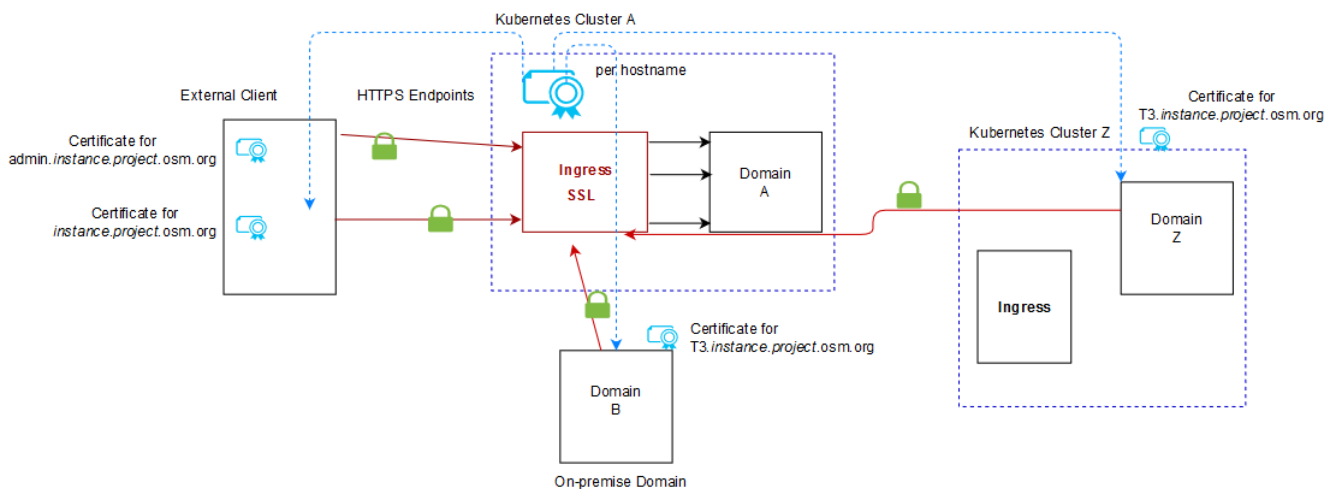 Kubernetes Cluster A
per hostname
External Client
HTTPS Endpoints
Certificate for
admin.instance.project.osm.org
Certificate for
instance.project.osm.org
Ingress
SSL
Domain
A
Certificate for
T3.instance.project.osm.org
Kubernetes Cluster Z
Domain
Z
Ingress
Certificate for
T3.instance.project.osm.org
Domain
B
On-premise Domain